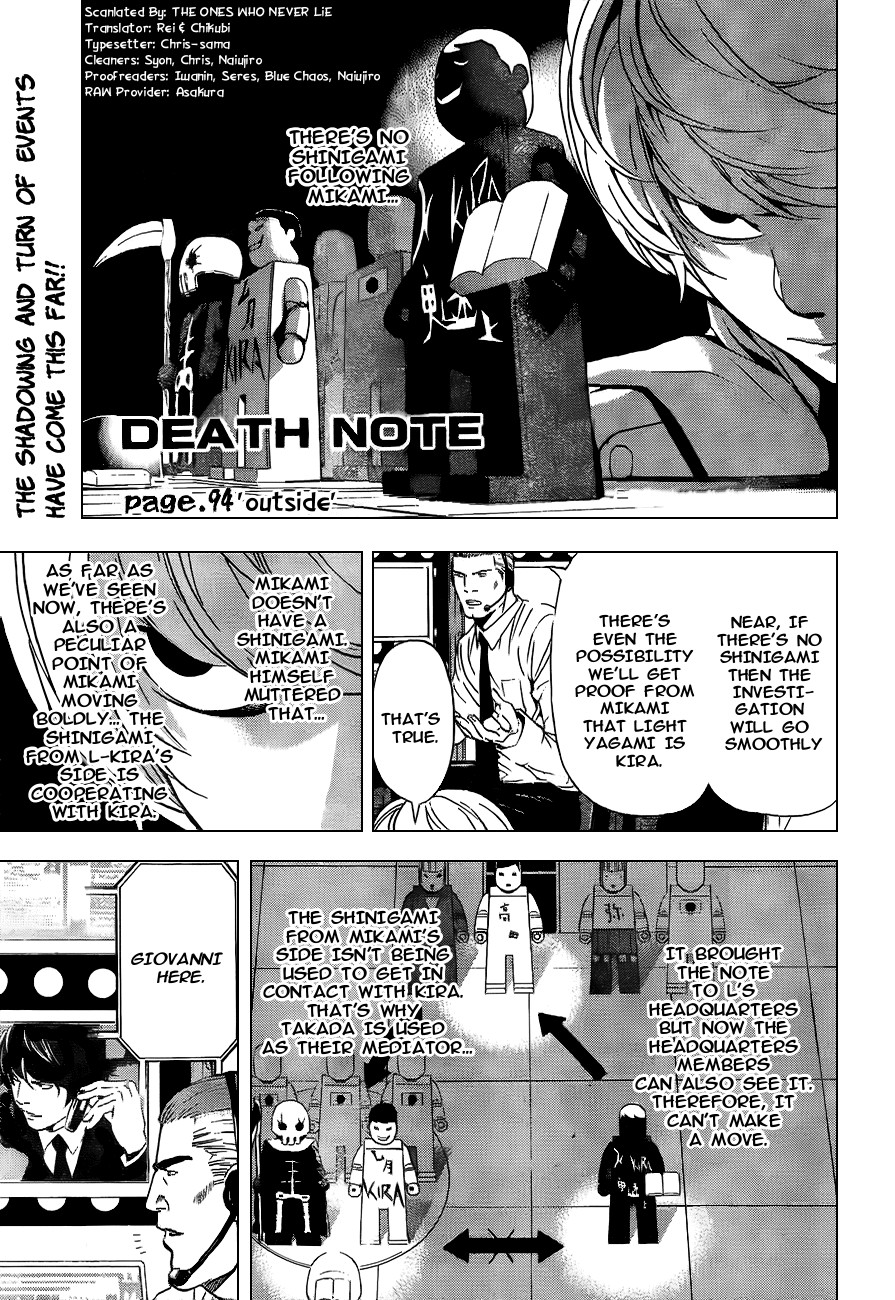 Scanlated By: THE ONES WHO NEVER LiE
Translator: Rei & Chikubi
Typesetter: Chris-sama
Cleaners: Syon, Chris, Naiujiro
Proofreaders: Iwanin, Seres, Blue Chaos, Naiujiro
RAW Provider: Asakura
THE SHADOWING AND TURN OF EVENTS
HAVE COME THIS FAR!!
THERE'S NO
SHINIGAMI
FOLLOWING
MIKAMI...
KIRA
KIRA
DEATH NOTE
page.94 'outside'
NEAR, IF
THERE'S NO
SHINIGAMI
THEN THE
INVESTI-
GATION
WILL GO
SMOOTHLY
THERE'S
EVEN THE
POSSIBILITY
WE'LL GET
PROOF FROM
MIKAMI
THAT LIGHT
YAGAMI IS
KIRA.
THAT'S
TRUE.
MIKAMI
DOESN'T
HAVE A
SHINIGAMI.
MIKAMI
HIMSELF
MUTTERED
THAT...
AS FAR AS
WE'VE SEEN
NOW, THERE'S
ALSO A
PECULIAR
POINT OF
MIKAMI
MOVING
BOLDLY... THE
SHINIGAMI
FROM L-KIRA'S
SIDE IS
COOPERATING
WITH KIRA.
IT BROUGHT
THE NOTE
TO L'S
HEADQUARTERS
BUT NOW THE
HEADQUARTERS
MEMBERS
CAN ALSO SEE IT.
THEREFORE, IT
CAN'T MAKE
A MOVE.
THE SHINIGAMI
FROM MIKAMI'S
SIDE ISN'T BEING
USED TO GET IN
CONTACT WITH KIRA.
THAT'S WHY
TAKADA IS USED
AS THEIR MEDIATOR...
高
月
KIRA
KIRA
GIOVANNI
HERE.